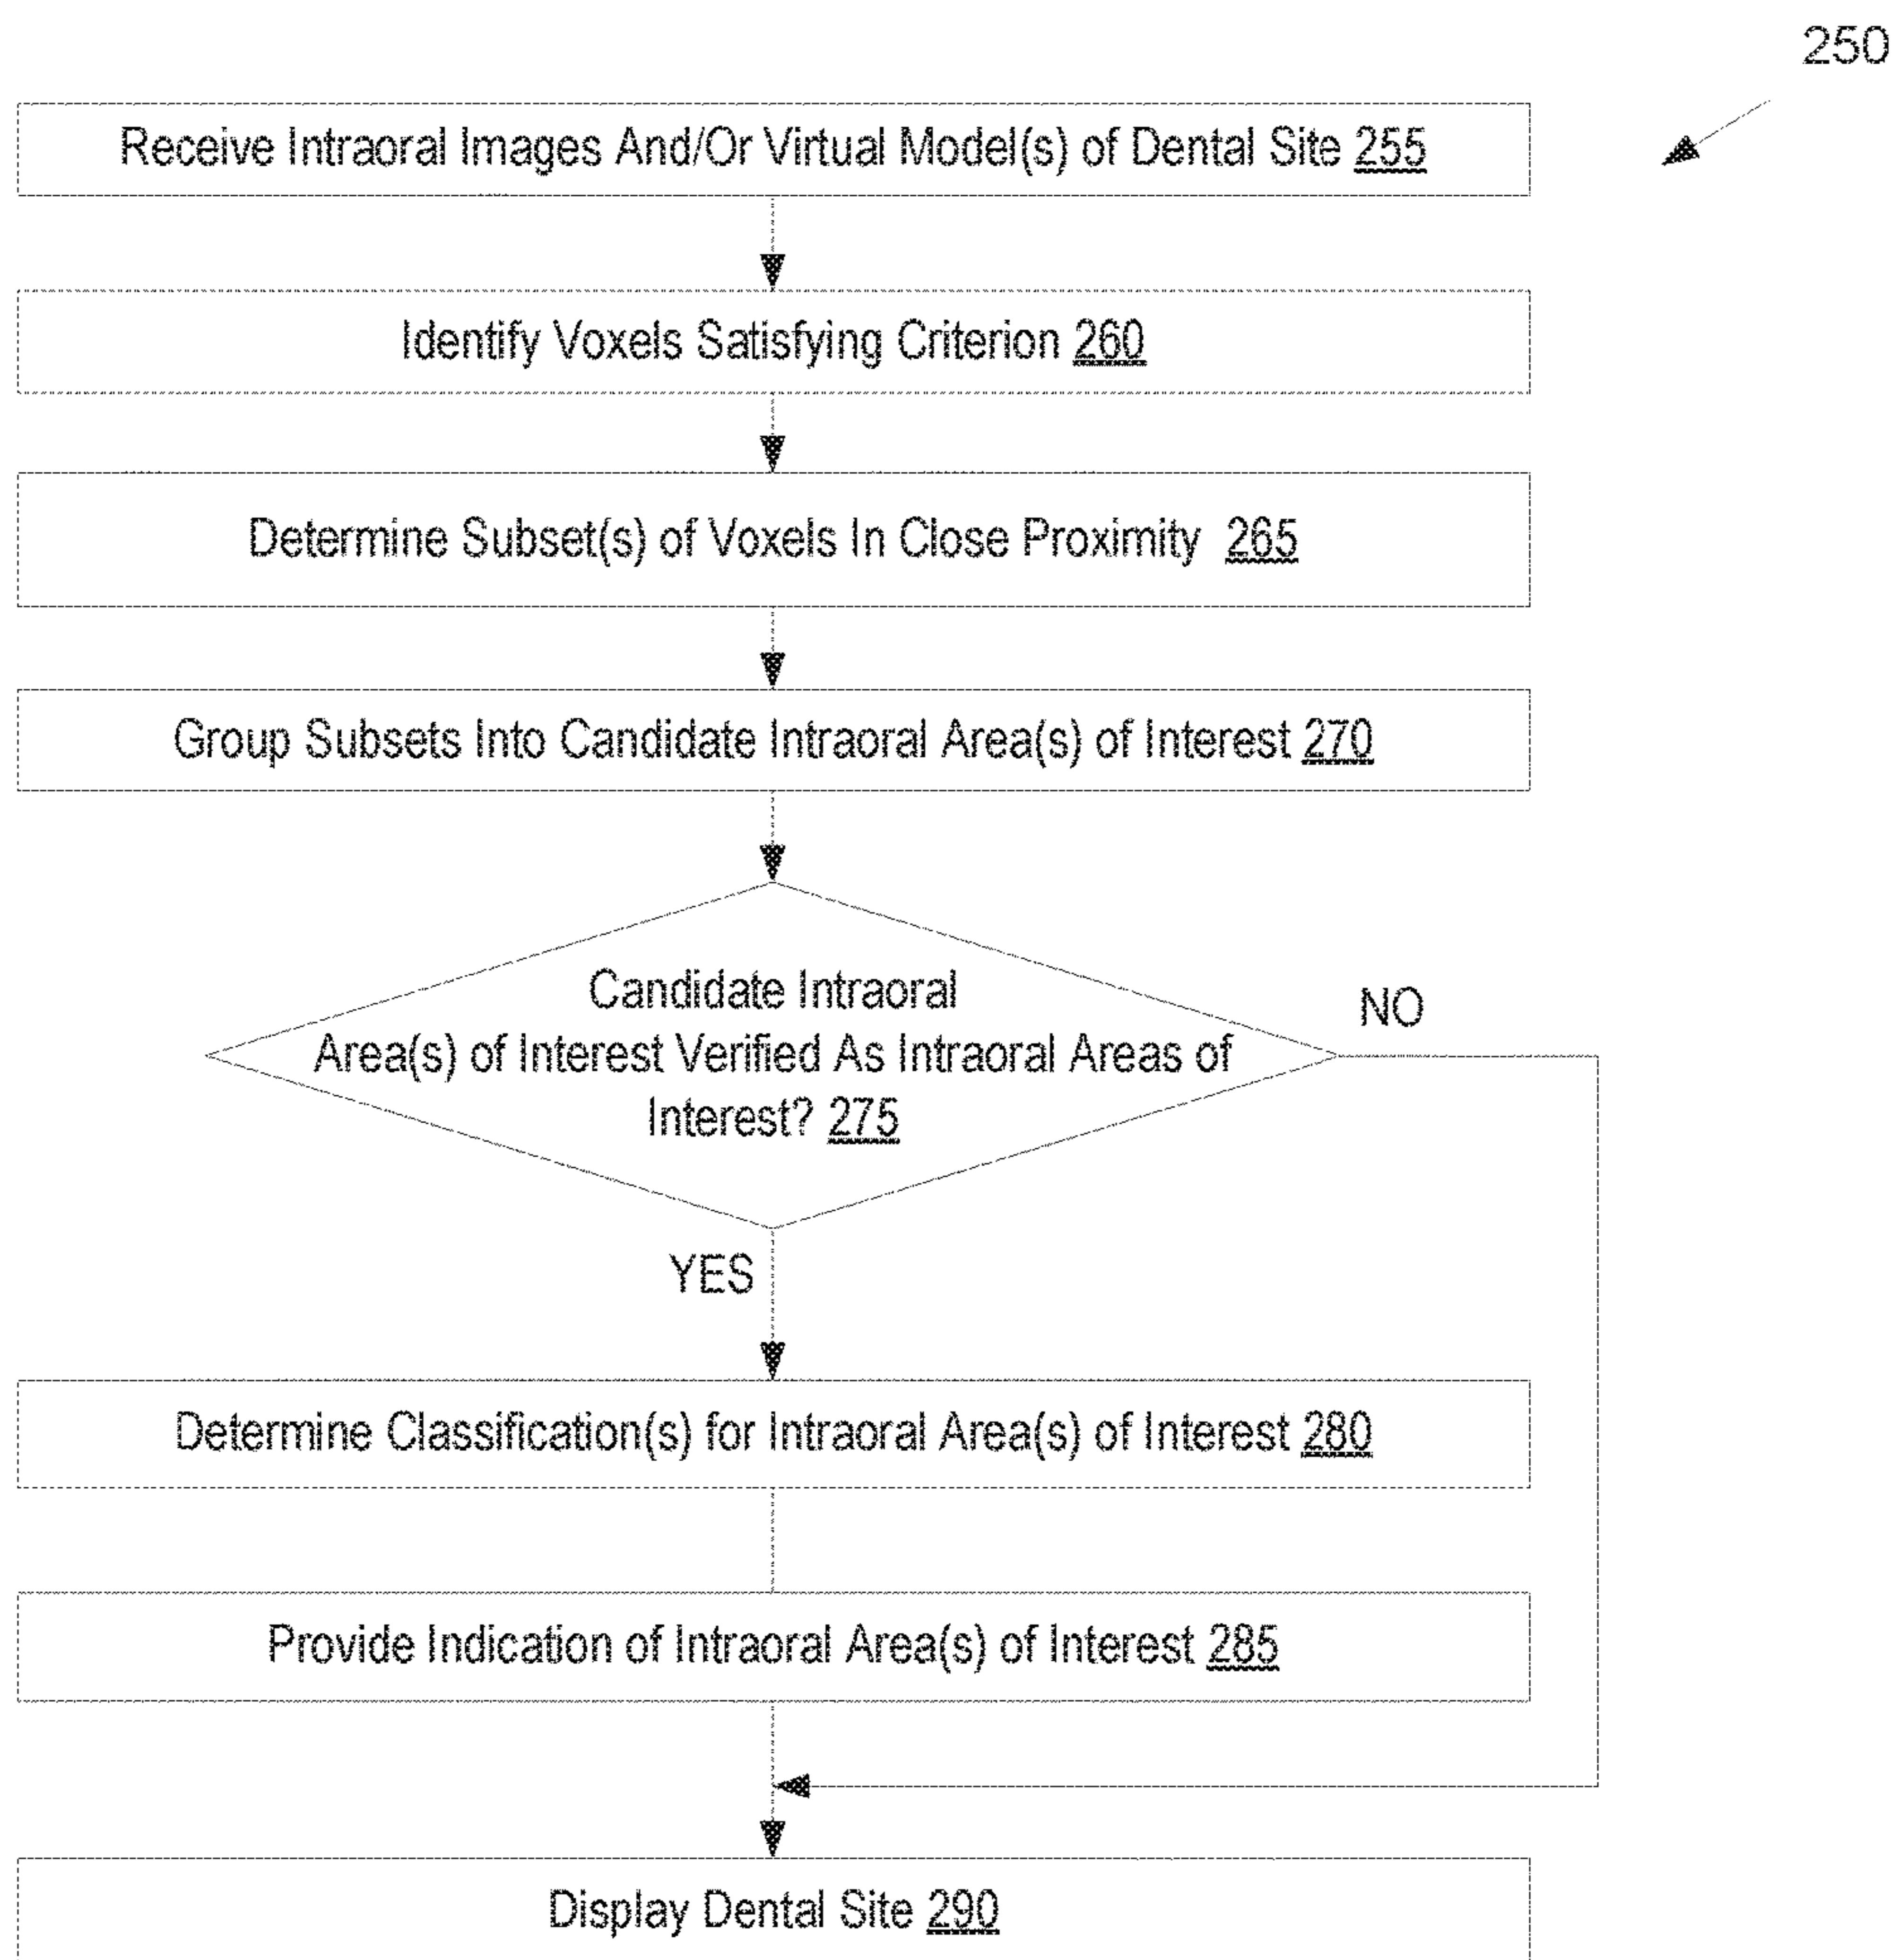 250
Receive Intraoral Images And/Or Virtual Model(s) of Dental Site 255
Identify Voxels Satisfying Criterion 260
Determine Subset(s) of Voxels In Close Proximity 265
Group Subsets Into Candidate Intraoral Area(s) of Interest 270
Candidate Intraoral
Area(s) of Interest Verified As Intraoral Areas of
Interest? 275
NO
YES
Determine Classification(s) for Intraoral Area(s) of Interest 280
Provide Indication of Intraoral Area(s) of Interest 285
Display Dental Site 290